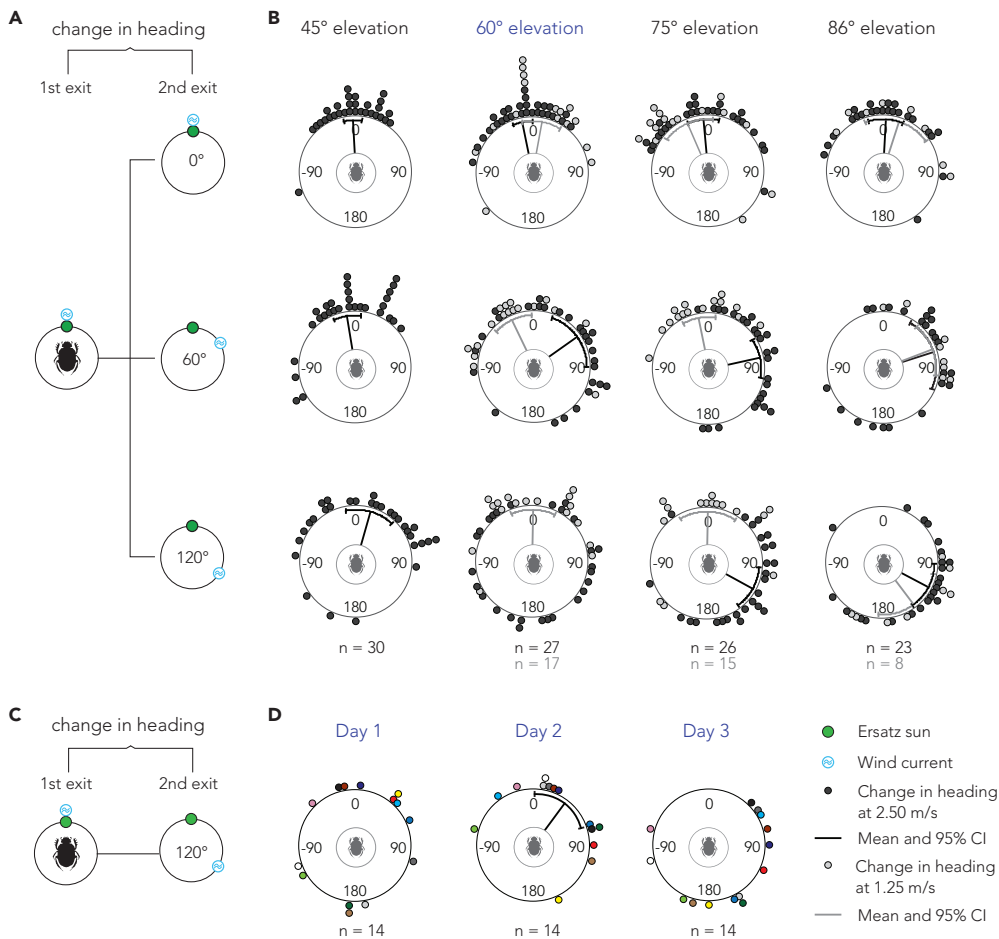 A
change in heading
1st exit
2nd exit
0°
60°
120°
B
45° elevation
60° elevation
75° elevation
86° elevation
0
-90
90
180
0
-90
90
180
0
-90
90
180
0
-90
90
180
0
-90
90
180
0
-90
90
180
0
-90
90
180
0
-90
90
180
0
-90
90
180
0
-90
90
180
0
-90
90
180
0
-90
90
180
n = 30
n = 27
n = 17
n = 26
n = 15
n = 23
n = 8
C
change in heading
1st exit
2nd exit
120°
D
Day 1
Day 2
Day 3
0
-90
90
180
0
-90
90
180
0
-90
90
180
n = 14
n = 14
n = 14
Ersatz sun
Wind current
Change in heading
at 2.50 m/s
Mean and 95% CI
Change in heading
at 1.25 m/s
Mean and 95% CI